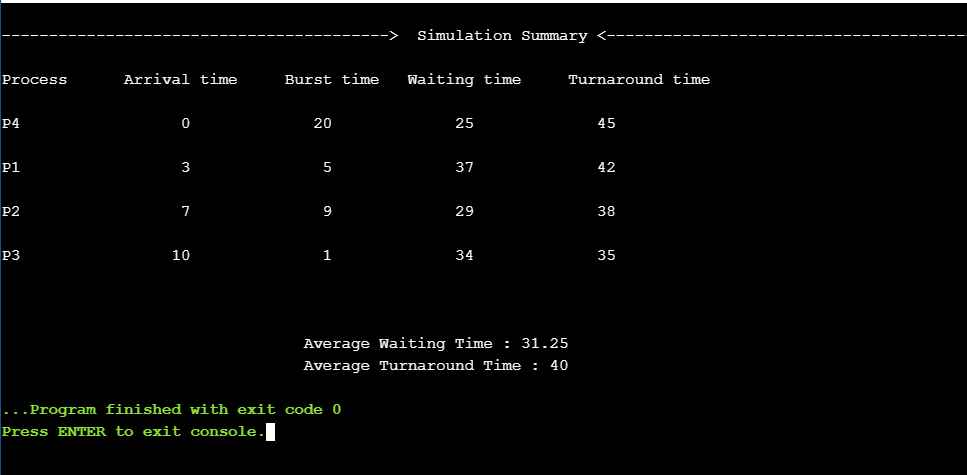 -----------------------------------------> Simulation Summary <--------------------------------------
Process Arrival time Burst time Waiting time Turnaround time
P4 0 20 25 45
P1 3 5 37 42
P2 7 9 29 38
P3 10 1 34 35
Average Waiting Time : 31.25
Average Turnaround Time : 40
...Program finished with exit code 0
Press ENTER to exit console.